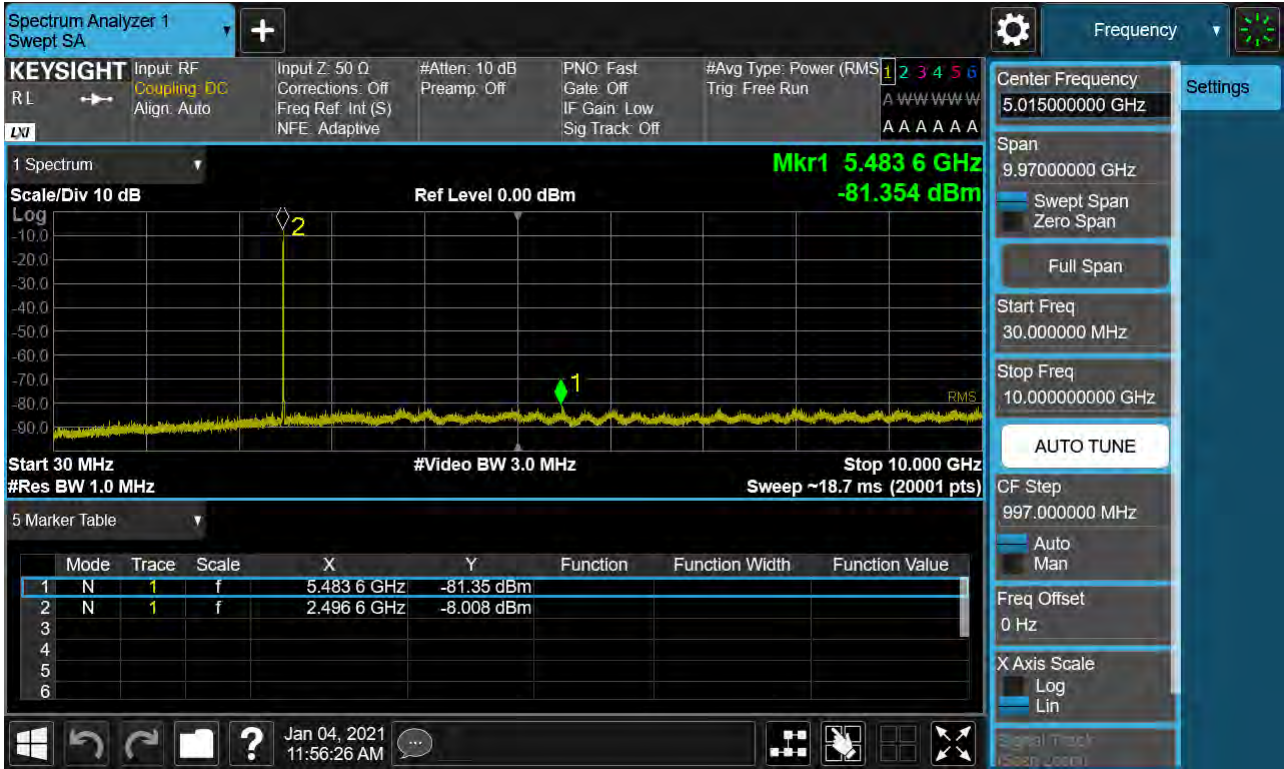 Spectrum Analyzer 1
Swept SA
Frequency
KEYSIGHT
R L
LXI
Input: RF
Coupling: DC
Align: Auto
Input Z: 50 Ω
Corrections: Off
Freq Ref: Int (S)
NFE: Adaptive
#Atten: 10 dB
Preamp: Off
PNO: Fast
Gate: Off
IF Gain: Low
Sig Track: Off
#Avg Type: Power (RMS
Trig: Free Run
1 2 3 4 5 6
A W W W W W
A A A A A A
1 Spectrum
Scale/Div 10 dB
Ref Level 0.00 dBm
Mkr1 5.483 6 GHz
-81.354 dBm
Log
-10.0
-20.0
-30.0
-40.0
-50.0
-60.0
-70.0
-80.0
-90.0
2
1
RMS
Start 30 MHz
#Video BW 3.0 MHz
Stop 10.000 GHz
#Res BW 1.0 MHz
Sweep ~18.7 ms (20001 pts)
5 Marker Table
Mode Trace Scale X Y Function Function Width Function Value
1 N 1 f 5.483 6 GHz -81.35 dBm
2 N 1 f 2.496 6 GHz -8.008 dBm
3
4
5
6
Jan 04, 2021
11:56:26 AM
?
Center Frequency
5.015000000 GHz
Settings
Span
9.97000000 GHz
Swept Span
Zero Span
Full Span
Start Freq
30.000000 MHz
Stop Freq
10.000000000 GHz
AUTO TUNE
CF Step
997.000000 MHz
Auto
Man
Freq Offset
0 Hz
X Axis Scale
Log
Lin
Signal Track
(Span Zoom)